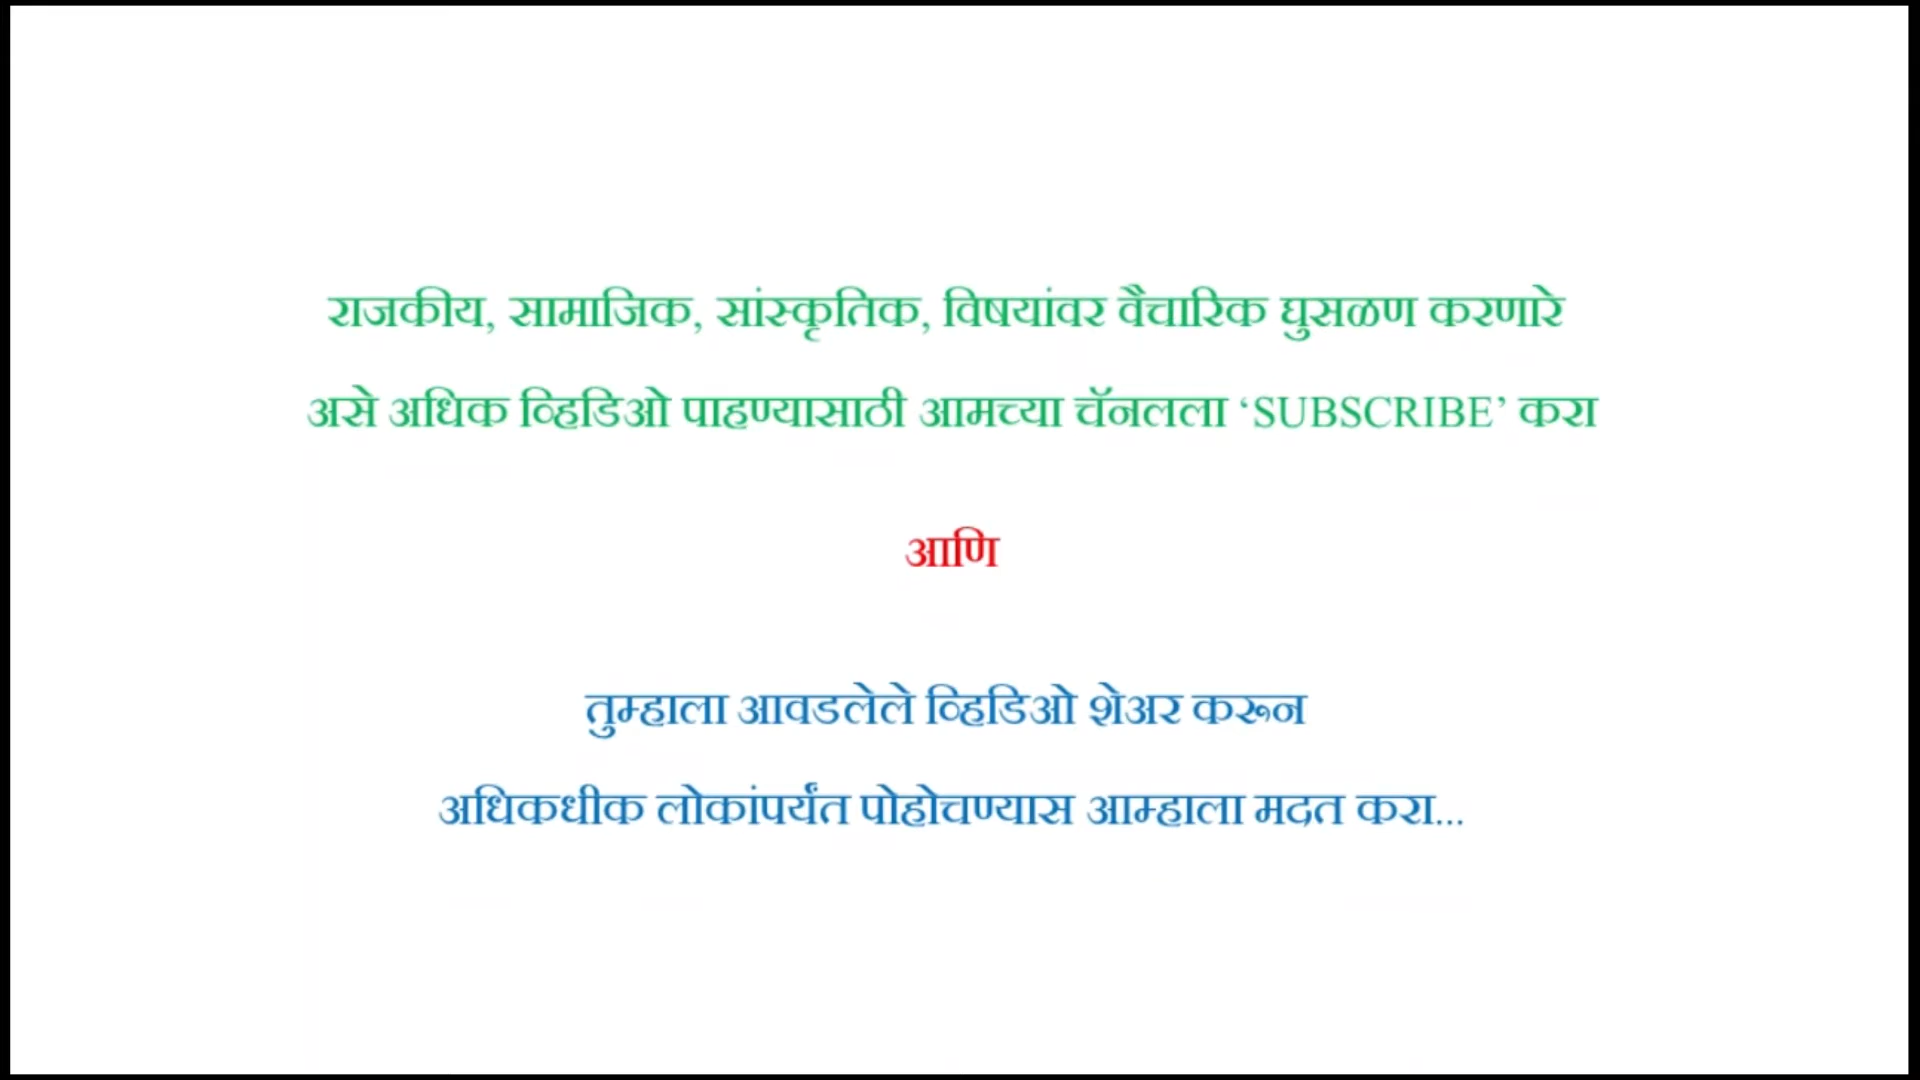 राजकीय, सामाजिक, सांस्कृतिक, विषयांवर वैचारिक घुसळण करणारे
असे अधिक व्हिडिओ पाहण्यासाठी आमच्या चॅनलला ‘SUBSCRIBE’ करा
आणि
तुम्हाला आवडलेले व्हिडिओ शेअर करून
अधिकधीक लोकांपर्यंत पोहोचण्यास आम्हाला मदत करा...